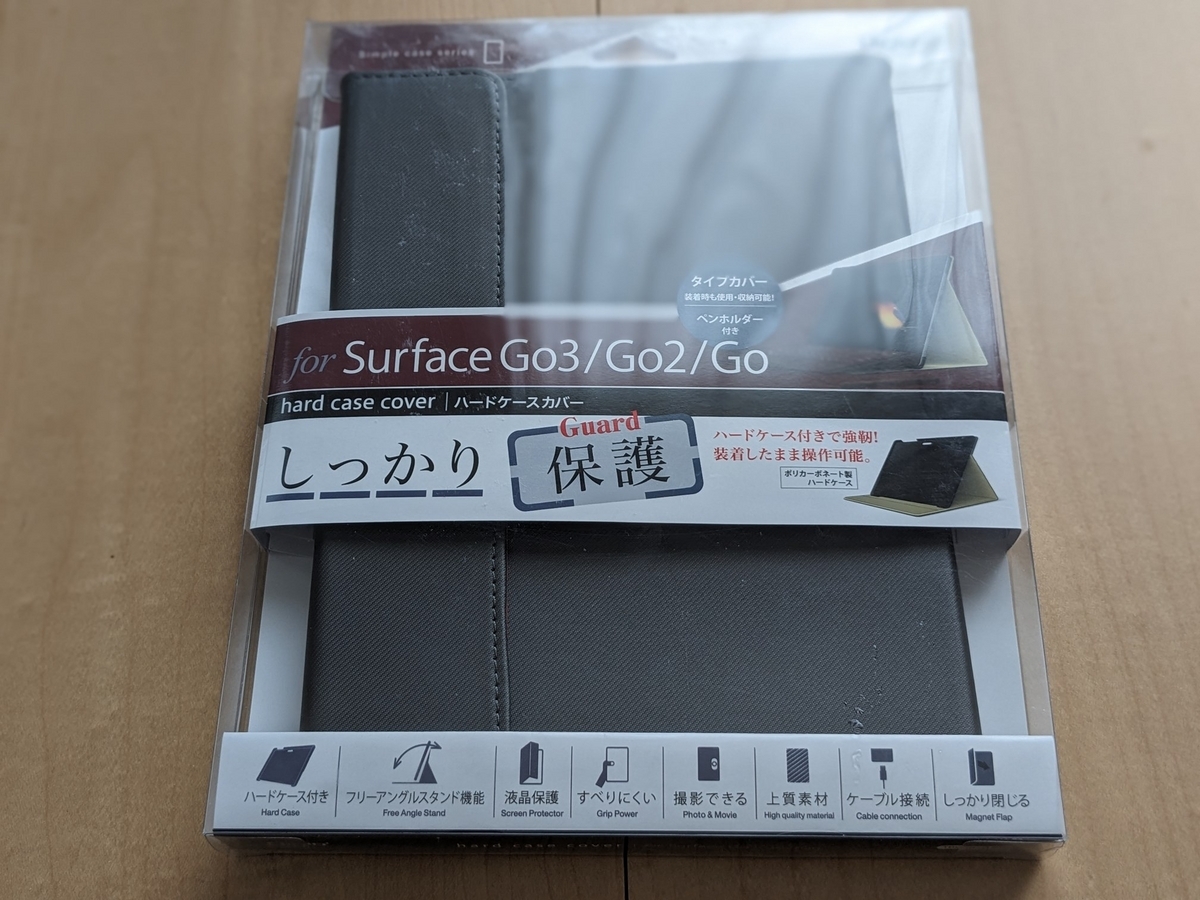 Simple case series
タイプカバー
装着時も使用・収納可能!
ペンホルダー
付き
for Surface Go3/Go2/Go
hard case cover | ハードケースカバー
しっかり
Guard
保護
ハードケース付きで強靭!
装着したまま操作可能。
ポリカーボネート製
ハードケース
ハードケース付き
Hard Case
フリーアングルスタンド機能
Free Angle Stand
液晶保護
Screen Protector
すべりにくい
Grip Power
撮影できる
Photo & Movie
上質素材
High quality material
ケーブル接続
Cable connection
しっかり閉じる
Magnet Flap
hard case cover